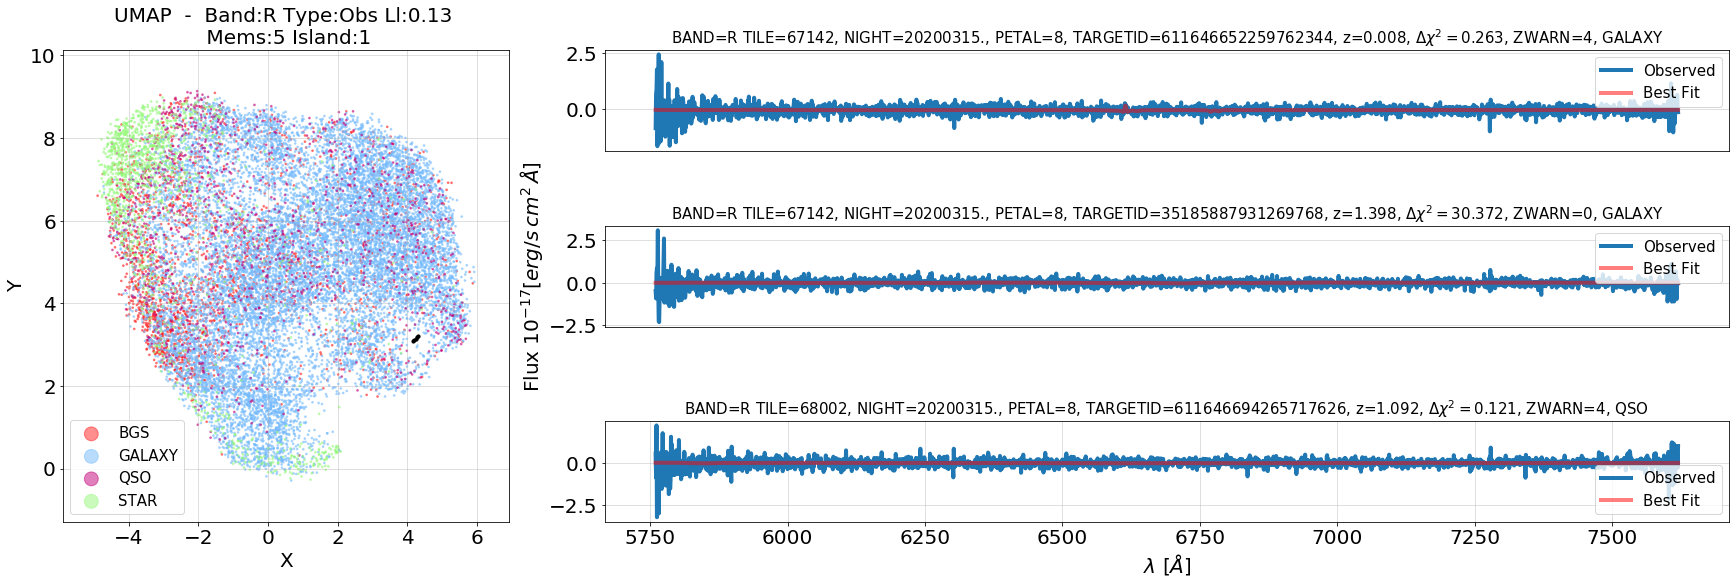 UMAP - Band:R Type:Obs Ll:0.13
Mems:5 Island:1
10
8
6
4
2
0
Y
−4
−2
0
2
4
6
X
BGS
GALAXY
QSO
STAR
Flux 10⁻¹⁷[erg/s cm² Å]
BAND=R TILE=67142, NIGHT=20200315., PETAL=8, TARGETID=611646652259762344, z=0.008, Δχ² = 0.263, ZWARN=4, GALAXY
2.5
0.0
Observed
Best Fit
BAND=R TILE=67142, NIGHT=20200315., PETAL=8, TARGETID=35185887931269768, z=1.398, Δχ² = 30.372, ZWARN=0, GALAXY
2.5
0.0
−2.5
Observed
Best Fit
BAND=R TILE=68002, NIGHT=20200315., PETAL=8, TARGETID=611646694265717626, z=1.092, Δχ² = 0.121, ZWARN=4, QSO
0.0
−2.5
Observed
Best Fit
5750
6000
6250
6500
6750
7000
7250
7500
λ [Å]